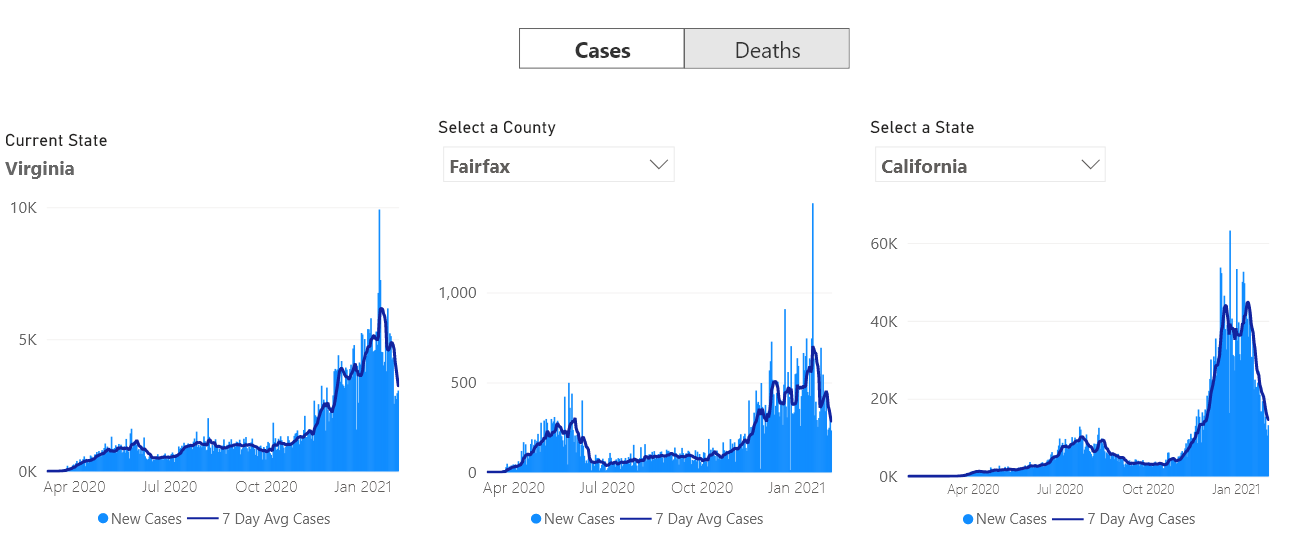 Cases
Deaths
Current State
Virginia
10K
5K
0K
Apr 2020
Jul 2020
Oct 2020
Jan 2021
New Cases
7 Day Avg Cases
Select a County
Fairfax
1,000
500
0
Apr 2020
Jul 2020
Oct 2020
Jan 2021
New Cases
7 Day Avg Cases
Select a State
California
60K
40K
20K
0K
Apr 2020
Jul 2020
Oct 2020
Jan 2021
New Cases
7 Day Avg Cases